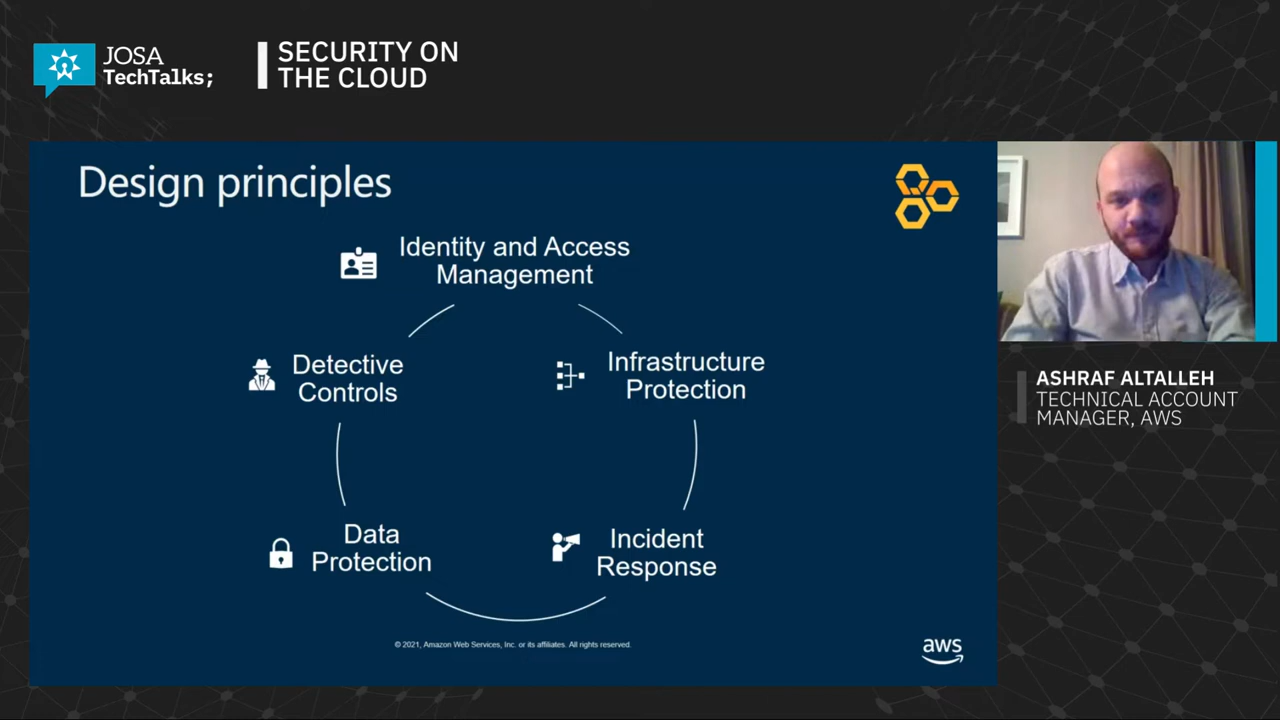 JOSA
TechTalks;
SECURITY ON
THE CLOUD
Design principles
Identity and Access
Management
Detective
Controls
Infrastructure
Protection
Data
Protection
Incident
Response
© 2021, Amazon Web Services, Inc. or its affiliates. All rights reserved.
aws
ASHRAF ALTALLEH
TECHNICAL ACCOUNT
MANAGER, AWS